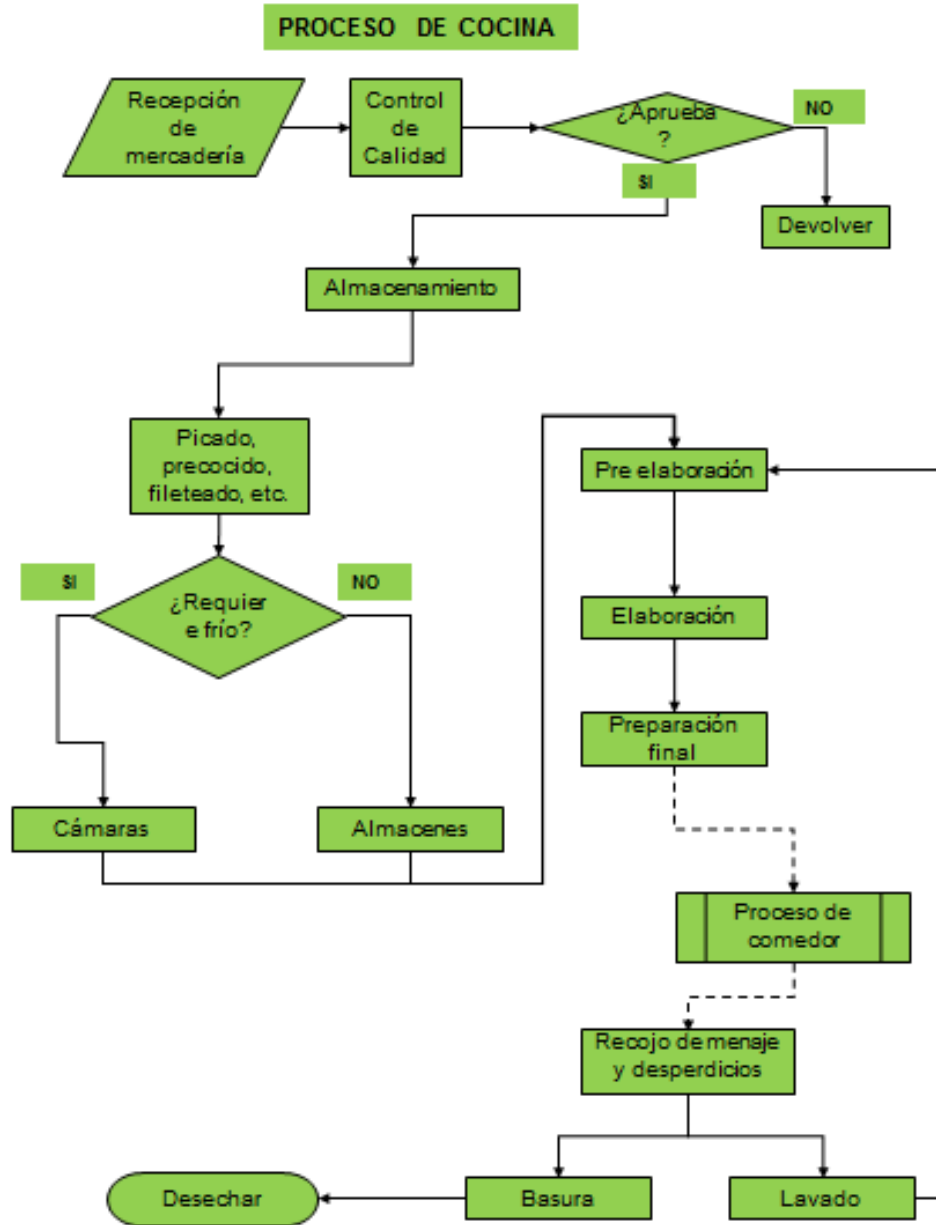 PROCESO DE COCINA
Recepción
de
mercadería
Control
de
Calidad
¿Aprueba
?
NO
SI
Devolver
Almacenamiento
Picado,
precocido,
fileteado, etc.
Pre elaboración
SI
NO
¿Requier
e frío?
Elaboración
Preparación
final
Cámaras
Almacenes
Proceso de
comedor
Recojo de menaje
y desperdicios
Desechar
Basura
Lavado